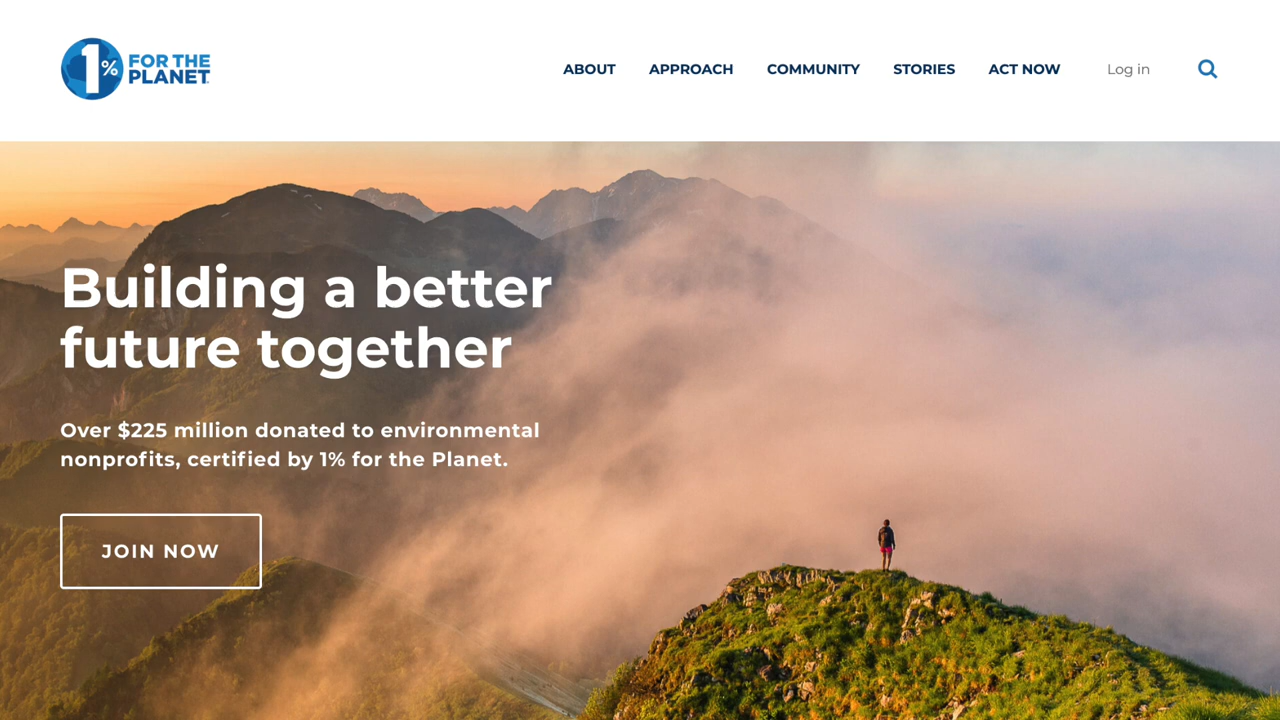 1% FOR THE
PLANET
ABOUT APPROACH COMMUNITY STORIES ACT NOW Log in
Building a better
future together
Over $225 million donated to environmental
nonprofits, certified by 1% for the Planet.
JOIN NOW